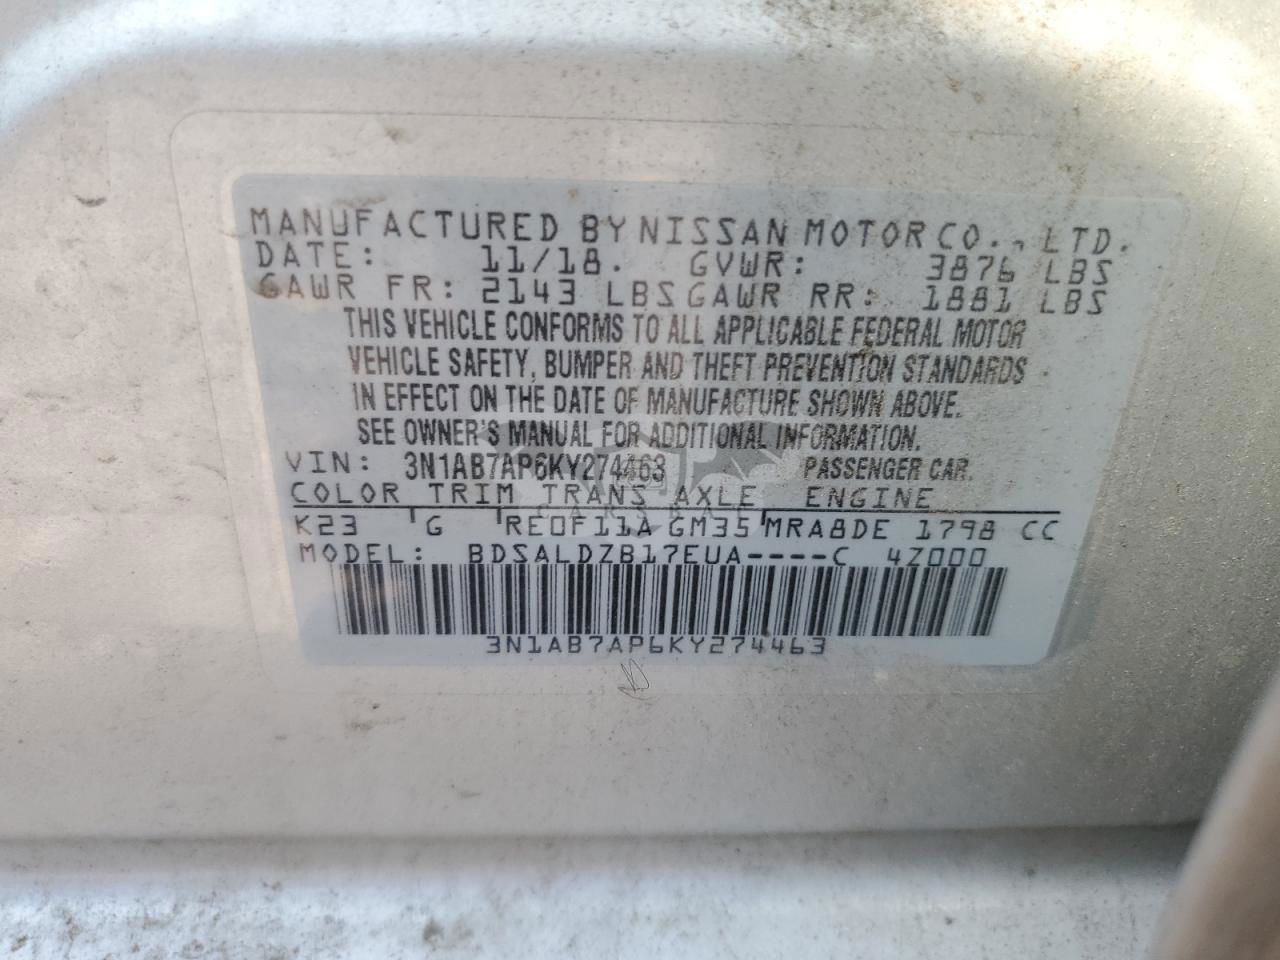 MANUFACTURED BY NISSAN MOTOR CO., LTD.
DATE: 11/18. GVWR: 3876 LBS
GAWR FR: 2143 LBS GAWR RR: 1881 LBS
THIS VEHICLE CONFORMS TO ALL APPLICABLE FEDERAL MOTOR
VEHICLE SAFETY, BUMPER AND THEFT PREVENTION STANDARDS
IN EFFECT ON THE DATE OF MANUFACTURE SHOWN ABOVE.
SEE OWNER'S MANUAL FOR ADDITIONAL INFORMATION.
VIN: 3N1AB7AP6KY274463 PASSENGER CAR.
COLOR TRIM TRANS AXLE ENGINE
K23 G RE0F11A GM35 MRA8DE 1798 CC
MODEL: BDSALDZB17EUA----C 4Z000
3N1AB7AP6KY274463